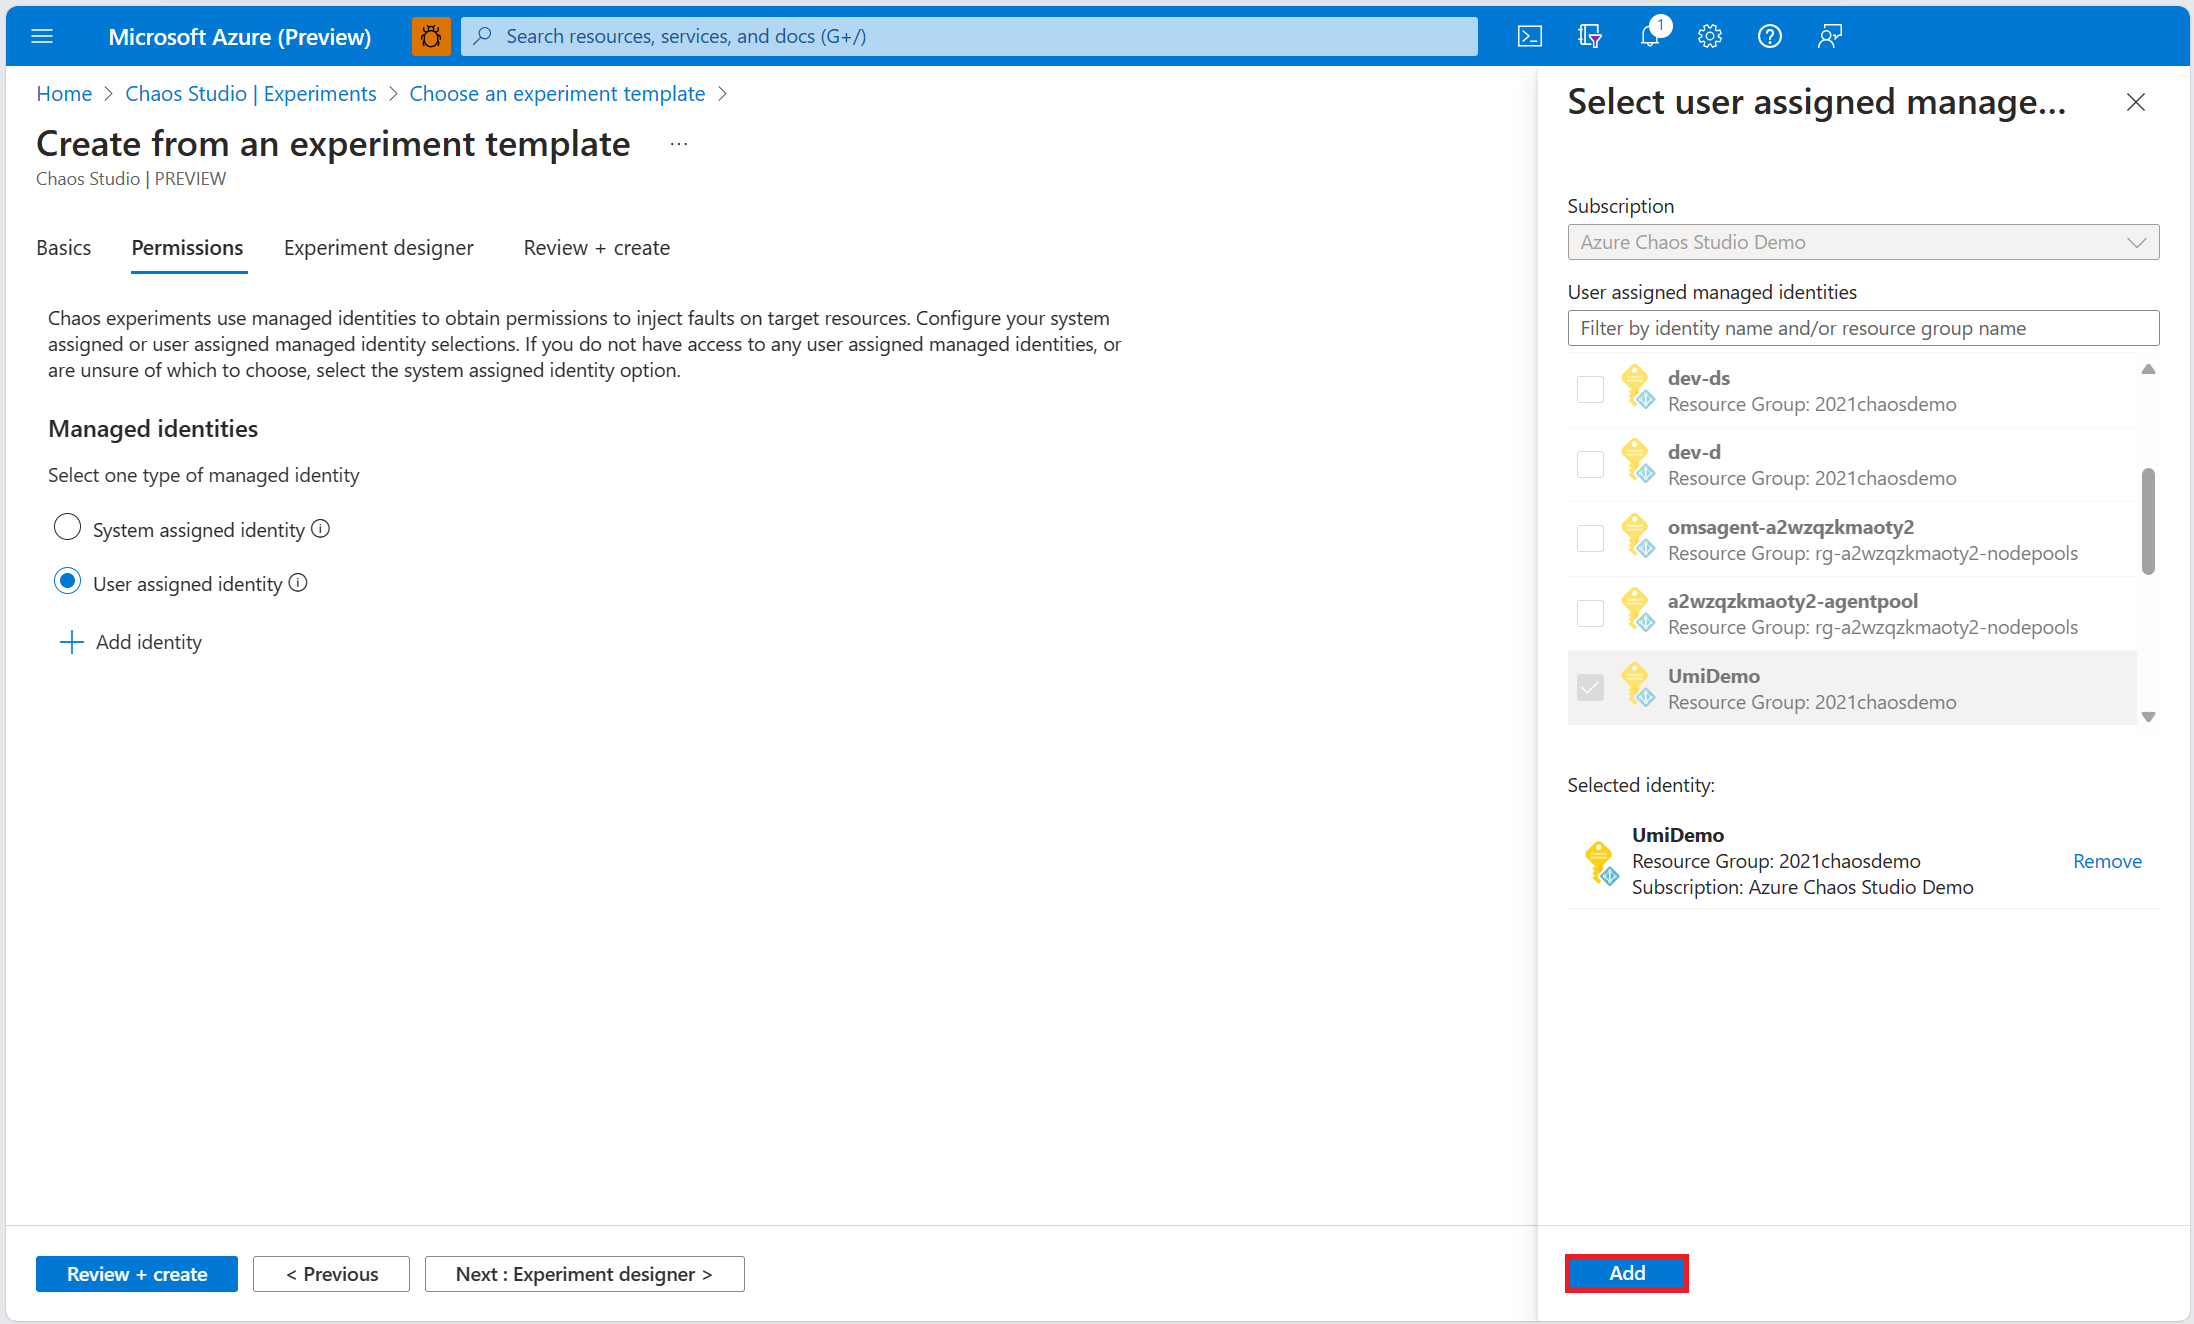 Microsoft Azure (Preview)
Search resources, services, and docs (G+/)
1
Home > Chaos Studio | Experiments > Choose an experiment template >
Create from an experiment template ...
Chaos Studio | PREVIEW
Basics Permissions Experiment designer Review + create
Chaos experiments use managed identities to obtain permissions to inject faults on target resources. Configure your system
assigned or user assigned managed identity selections. If you do not have access to any user assigned managed identities, or
are unsure of which to choose, select the system assigned identity option.
Managed identities
Select one type of managed identity
System assigned identity
User assigned identity
Add identity
Review + create
< Previous
Next : Experiment designer >
Select user assigned manage...
Subscription
Azure Chaos Studio Demo
User assigned managed identities
Filter by identity name and/or resource group name
dev-ds
Resource Group: 2021chaosdemo
dev-d
Resource Group: 2021chaosdemo
omsagent-a2wzqzkmaoty2
Resource Group: rg-a2wzqzkmaoty2-nodepools
a2wzqzkmaoty2-agentpool
Resource Group: rg-a2wzqzkmaoty2-nodepools
UmiDemo
Resource Group: 2021chaosdemo
Selected identity:
UmiDemo
Resource Group: 2021chaosdemo
Remove
Subscription: Azure Chaos Studio Demo
Add